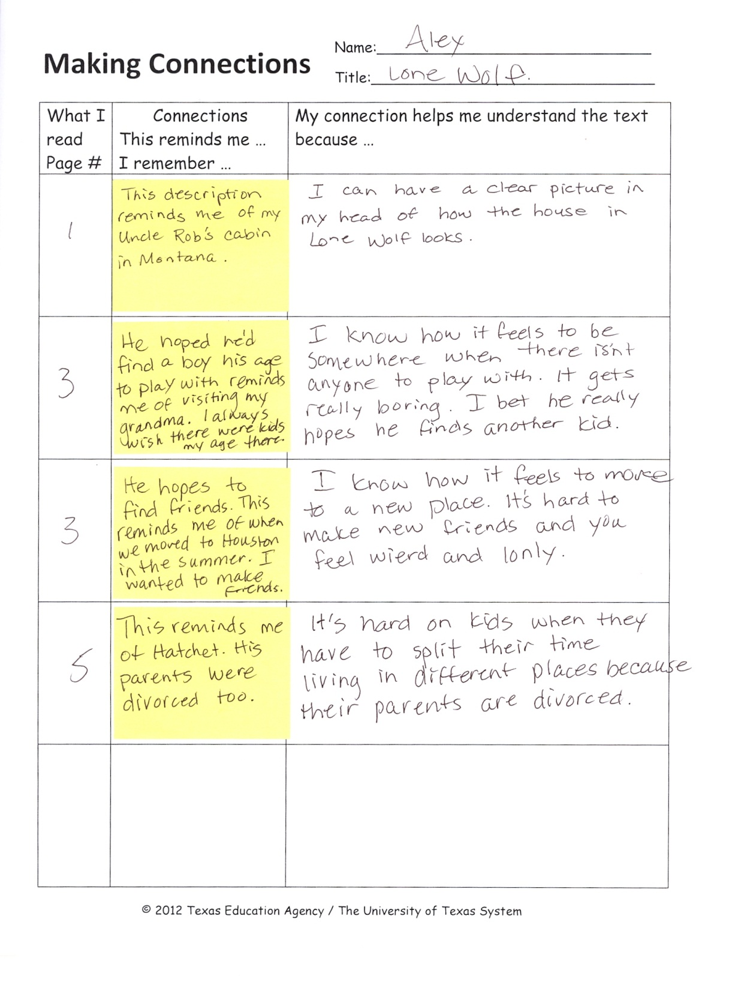 Making Connections
Name: Alex
Title: Lone Wolf.
What I
read
Page #
Connections
This reminds me ...
I remember ...
My connection helps me understand the text
because ...
1
This description
reminds me of my
Uncle Rob's cabin
in Montana.
I can have a clear picture in
my head of how the house in
Lone Wolf looks.
3
He hoped he'd
find a boy his age
to play with reminds
me of visiting my
grandma. I always
wish there were kids
my age there.
I know how it feels to be
somewhere when there isn't
anyone to play with. It gets
really boring. I bet he really
hopes he finds another kid.
3
He hopes to
find friends. This
reminds me of when
we moved to Houston
in the summer. I
wanted to make
friends.
I know how it feels to move
to a new place. It's hard to
make new friends and you
feel wierd and lonly.
5
This reminds me
of Hatchet. His
parents were
divorced too.
It's hard on kids when they
have to split their time
living in different places because
their parents are divorced.
© 2012 Texas Education Agency / The University of Texas System